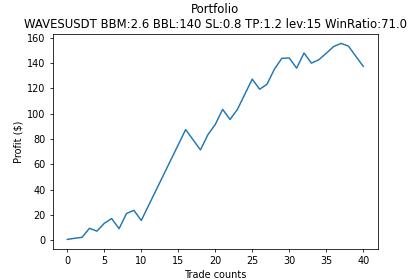 Portfolio
WAVESUSDT BBM:2.6 BBL:140 SL:0.8 TP:1.2 lev:15 WinRatio:71.0
160
140
120
100
80
60
40
20
0
Profit ($)
0 5 10 15 20 25 30 35 40
Trade counts